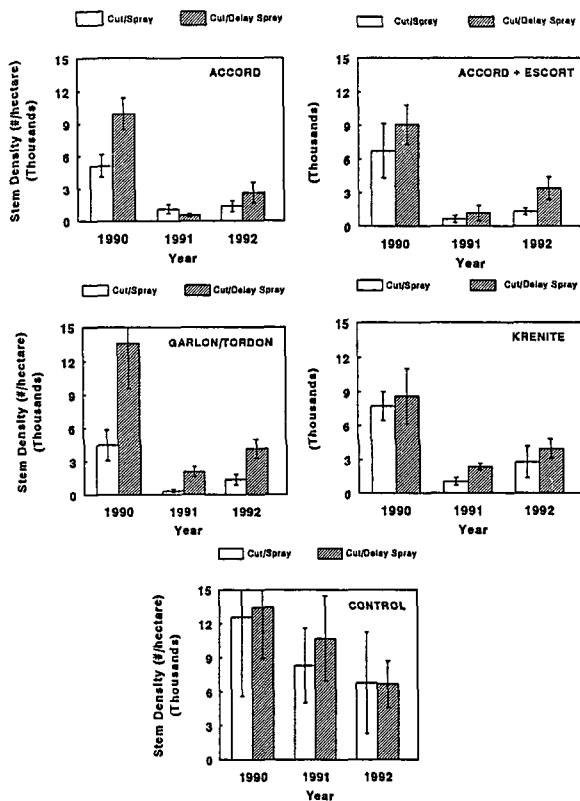 Cut/Spray Cut/Delay Spray
ACCORD
Stem Density (#/hectare)
(Thousands)
15
12
9
6
3
0
1990 1991 1992
Year
Cut/Spray Cut/Delay Spray
ACCORD + ESCORT
(Thousands)
15
12
9
6
3
0
1990 1991 1992
Year
Cut/Spray Cut/Delay Spray
GARLON/TORDON
Stem Density (#/hectare)
(Thousands)
15
12
9
6
3
0
1990 1991 1992
Year
Cut/Spray Cut/Delay Spray
KRENITE
(Thousands)
15
12
9
6
3
0
1990 1991 1992
Year
Cut/Spray Cut/Delay Spray
CONTROL
Stem Density (#/hectare)
(Thousands)
15
12
9
6
3
0
1990 1991 1992
Year